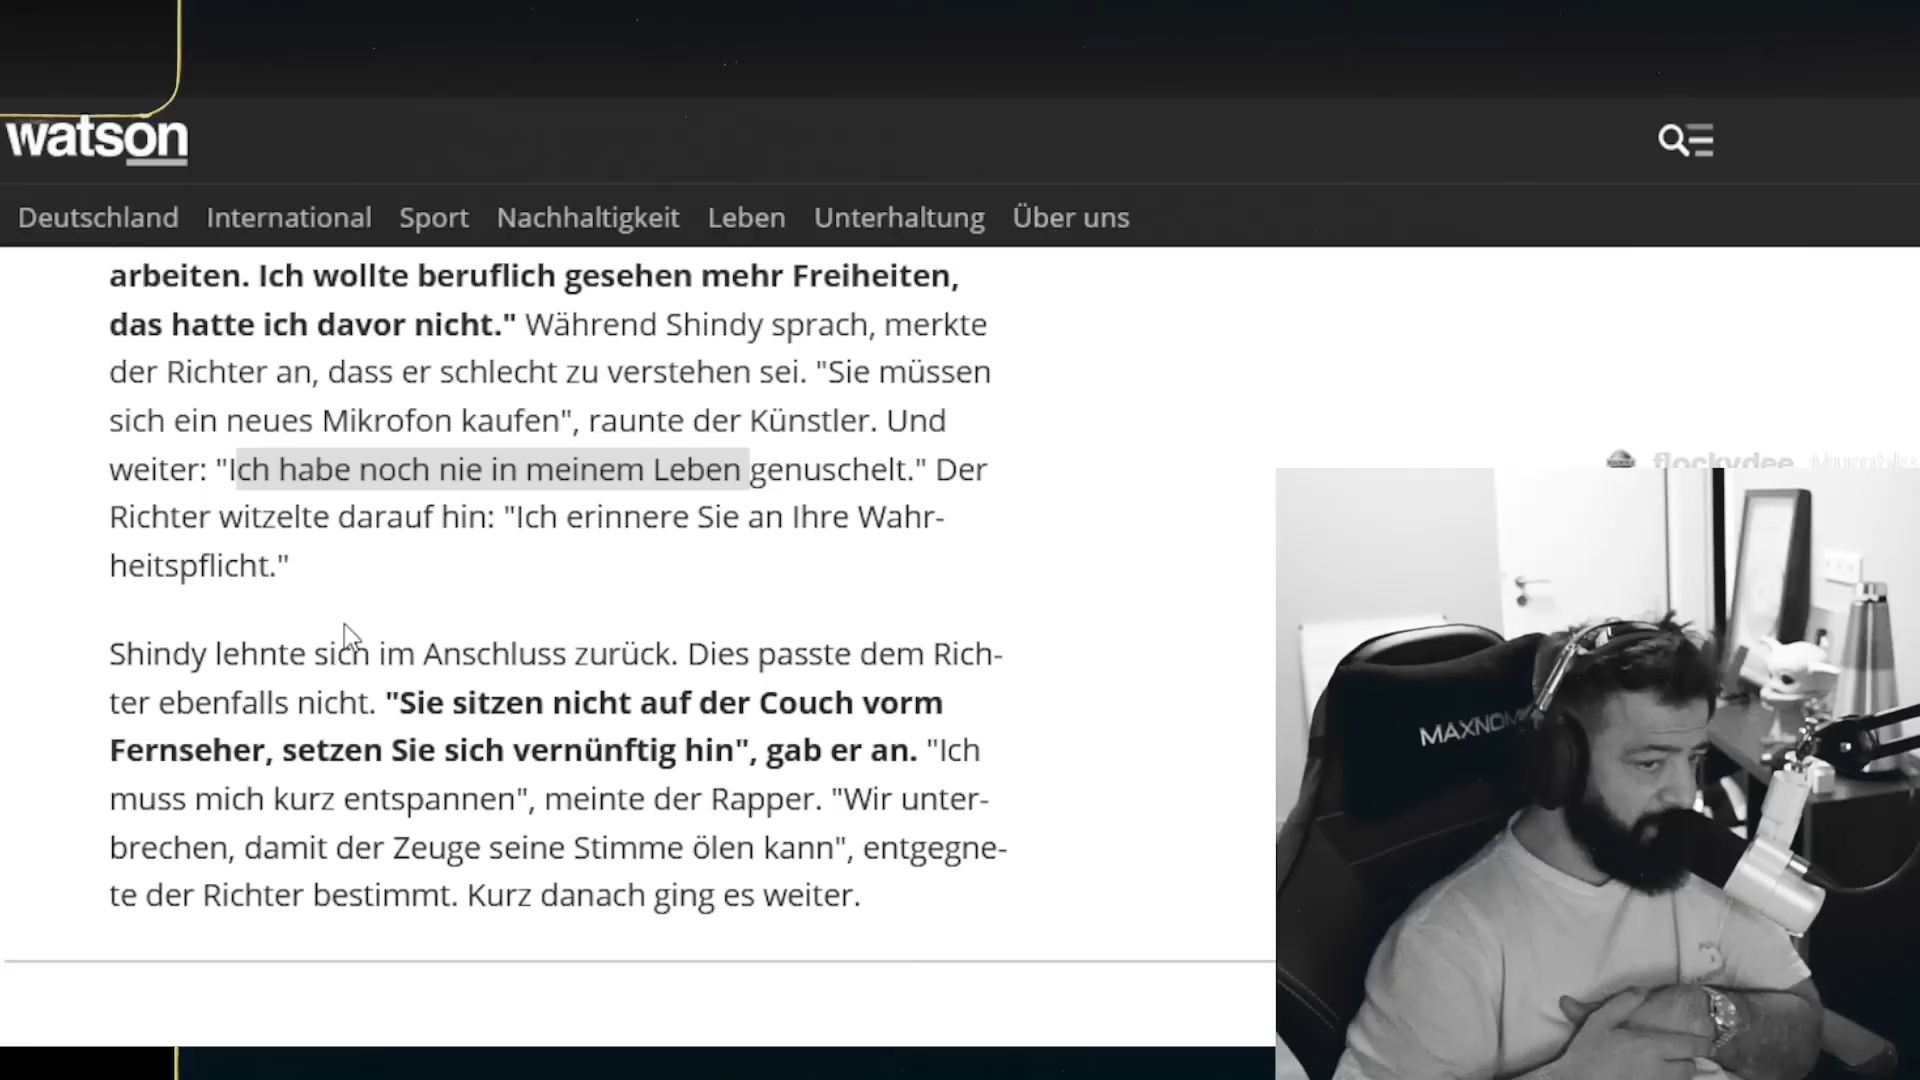 watson
Deutschland International Sport Nachhaltigkeit Leben Unterhaltung Über uns
arbeiten. Ich wollte beruflich gesehen mehr Freiheiten,
das hatte ich davor nicht." Während Shindy sprach, merkte
der Richter an, dass er schlecht zu verstehen sei. "Sie müssen
sich ein neues Mikrofon kaufen", raunte der Künstler. Und
weiter: "Ich habe noch nie in meinem Leben genuschelt." Der
Richter witzelte darauf hin: "Ich erinnere Sie an Ihre Wahr-
heitspflicht."
Shindy lehnte sich im Anschluss zurück. Dies passte dem Rich-
ter ebenfalls nicht. "Sie sitzen nicht auf der Couch vorm
Fernseher, setzen Sie sich vernünftig hin", gab er an. "Ich
muss mich kurz entspannen", meinte der Rapper. "Wir unter-
brechen, damit der Zeuge seine Stimme ölen kann", entgegne-
te der Richter bestimmt. Kurz danach ging es weiter.
flockydee